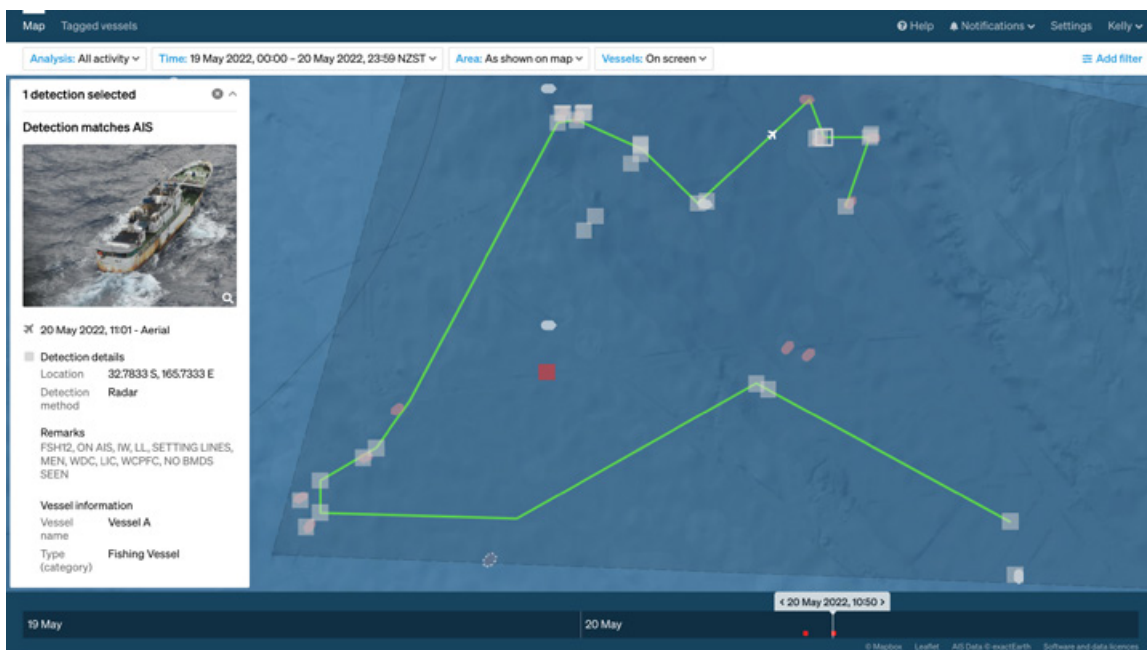 Map Tagged vessels Help Notifications Settings Kelly
Analysis: All activity Time: 19 May 2022, 00:00 – 20 May 2022, 23:59 NZST Area: As shown on map Vessels: On screen Add filter
1 detection selected
Detection matches AIS
20 May 2022, 11:01 - Aerial
Detection details
Location 32.7833 S, 165.7333 E
Detection method Radar
Remarks
FSH12, ON AIS, IW, LL, SETTING LINES,
MEN, WDC, LIC, WCPFC, NO BMDS
SEEN
Vessel information
Vessel name Vessel A
Type (category) Fishing Vessel
< 20 May 2022, 10:50 >
19 May 20 May
© Mapbox Leaflet AIS Data © exactEarth Software and data licences